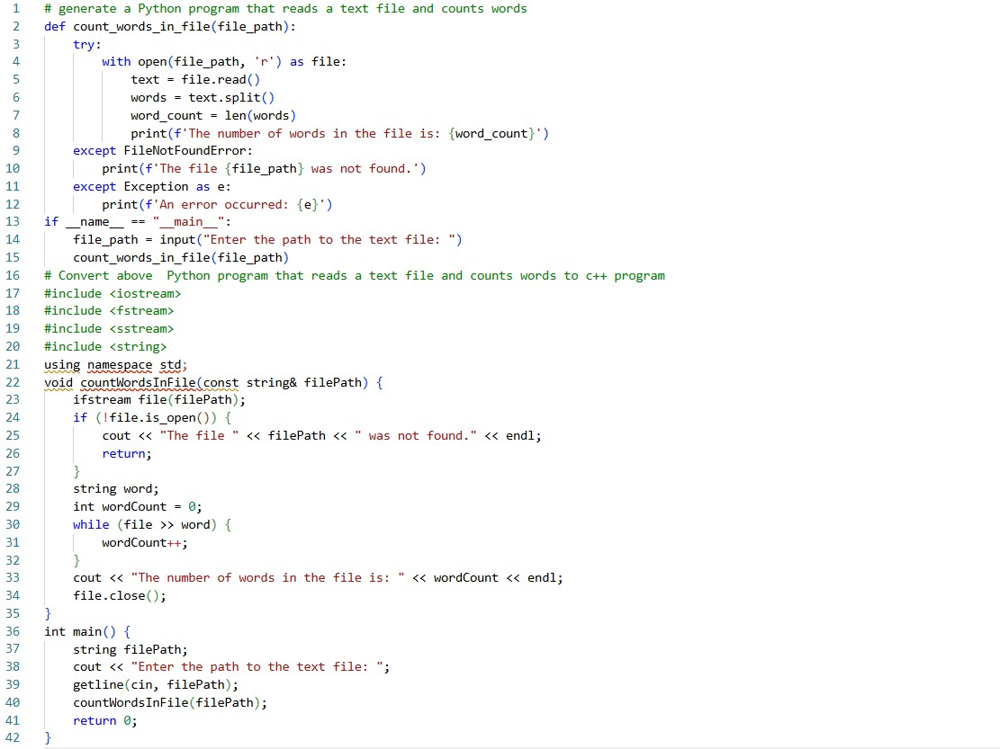 1 # generate a Python program that reads a text file and counts words
2 def count_words_in_file(file_path):
3     try:
4         with open(file_path, 'r') as file:
5             text = file.read()
6             words = text.split()
7             word_count = len(words)
8             print(f'The number of words in the file is: {word_count}')
9     except FileNotFoundError:
10         print(f'The file {file_path} was not found.')
11     except Exception as e:
12         print(f'An error occurred: {e}')
13 if __name__ == "__main__":
14     file_path = input("Enter the path to the text file: ")
15     count_words_in_file(file_path)
16 # Convert above  Python program that reads a text file and counts words to c++ program
17 #include <iostream>
18 #include <fstream>
19 #include <sstream>
20 #include <string>
21 using namespace std;
22 void countWordsInFile(const string& filePath) {
23     ifstream file(filePath);
24     if (!file.is_open()) {
25         cout << "The file " << filePath << " was not found." << endl;
26         return;
27     }
28     string word;
29     int wordCount = 0;
30     while (file >> word) {
31         wordCount++;
32     }
33     cout << "The number of words in the file is: " << wordCount << endl;
34     file.close();
35 }
36 int main() {
37     string filePath;
38     cout << "Enter the path to the text file: ";
39     getline(cin, filePath);
40     countWordsInFile(filePath);
41     return 0;
42 }